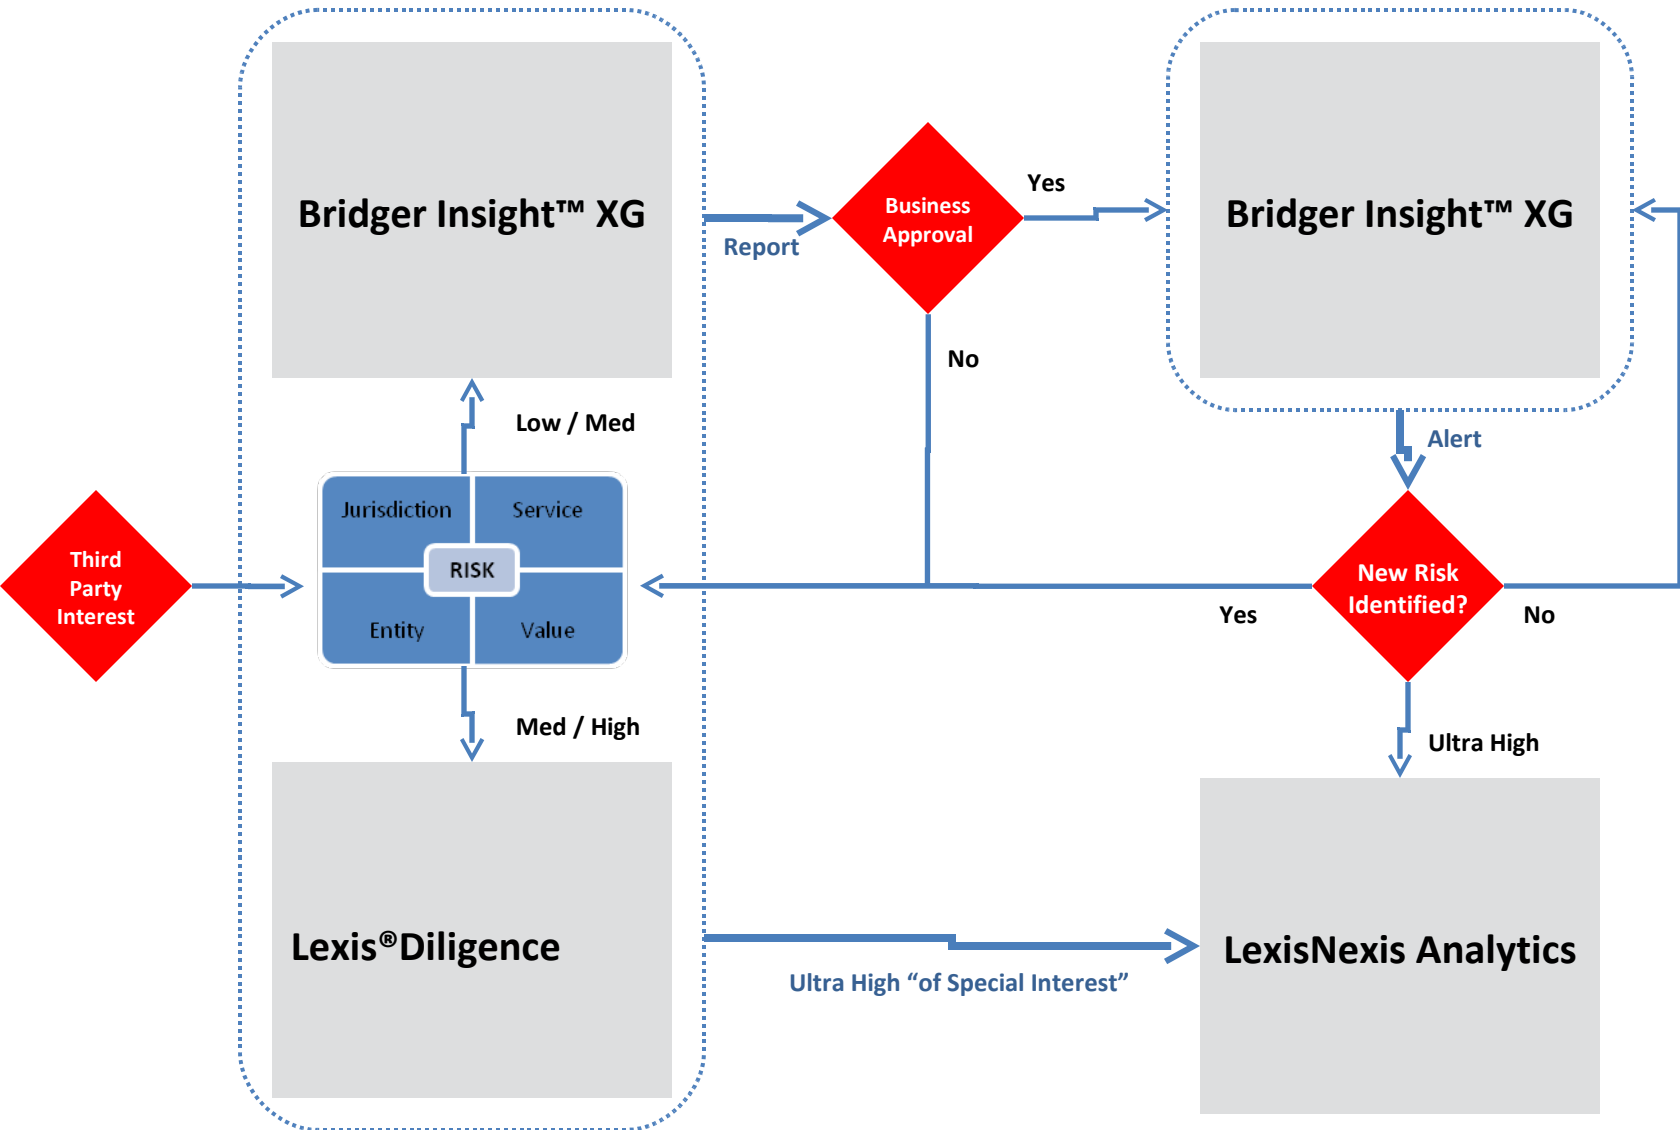 Bridger Insight™ XG
Business
Approval
Yes
Bridger Insight™ XG
Report
No
Low / Med
Alert
Jurisdiction
Service
RISK
Entity
Value
Third
Party
Interest
New Risk
Identified?
Yes
No
Med / High
Ultra High
Lexis®Diligence
LexisNexis Analytics
Ultra High “of Special Interest”